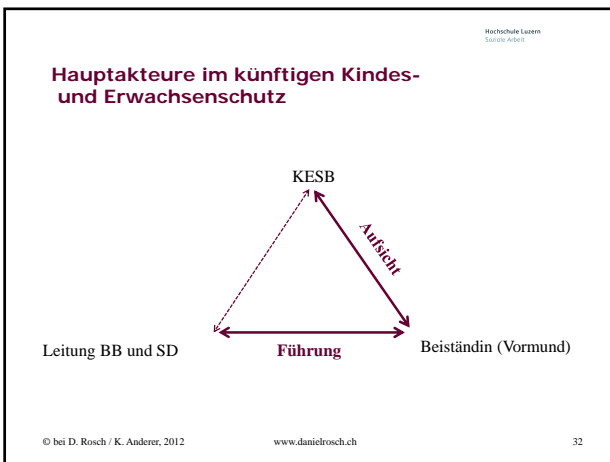 Hochschule Luzern
Soziale Arbeit
Hauptakteure im künftigen Kindes-
und Erwachsenschutz
KESB
Aufsicht
Leitung BB und SD
Führung
Beiständin (Vormund)
© bei D. Rosch / K. Anderer, 2012
www.danielrosch.ch
32